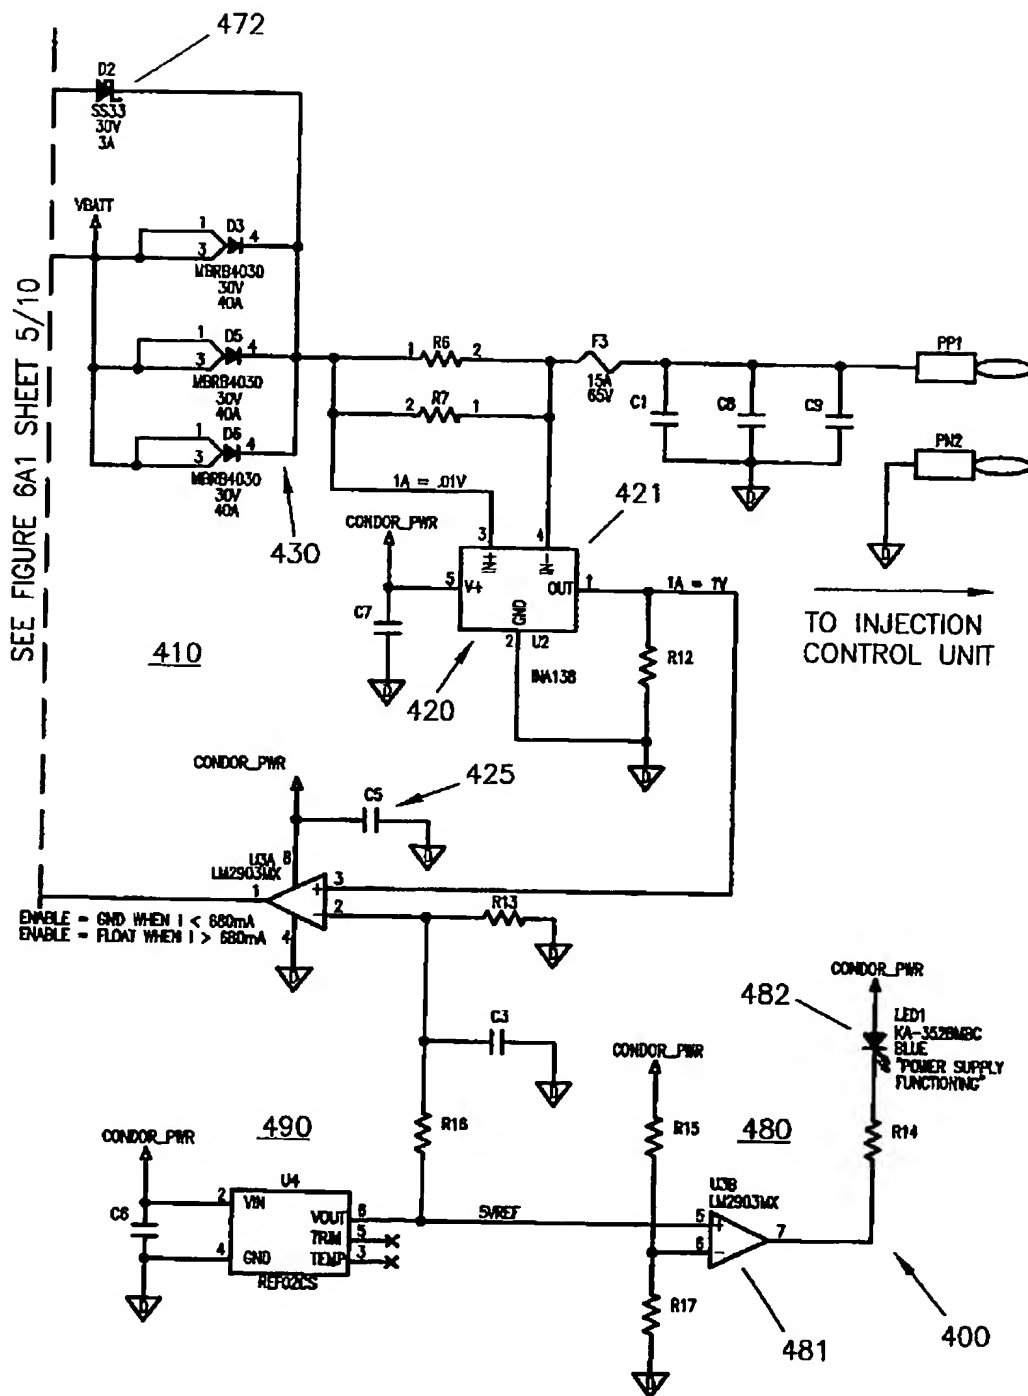 472
D2
SS33
30V
3A
VBATT
1
D3
4
3
MBRB4030
30V
40A
1
D5
4
3
MBRB4030
30V
40A
1
D6
4
3
MBRB4030
30V
40A
430
SEE FIGURE 6A1 SHEET 5/10
1
R6
2
2
R7
1
F3
15A
65V
C1
C8
C9
PP1
PN2
D
D
1A = .01V
421
CONDOR_PWR
3
4
IN+
IN-
5
V+
OUT
1
1A = 1V
GND
2
U2
C7
D
INA138
R12
D
410
420
TO INJECTION
CONTROL UNIT
CONDOR_PWR
C5
425
D
U3A
8
LM2903MX
1
+
3
-
2
4
D
ENABLE = GND WHEN I < 680mA
ENABLE = FLOAT WHEN I > 680mA
R13
D
C3
D
R16
CONDOR_PWR
490
U4
2
VIN
VOUT
6
TRIM
5
TEMP
3
4
GND
C6
REF02CS
D
5VREF
CONDOR_PWR
R15
480
U3B
LM2903MX
5
+
6
-
7
R17
D
481
482
CONDOR_PWR
LED1
KA-3528MBC
BLUE
"POWER SUPPLY
FUNCTIONING"
R14
400